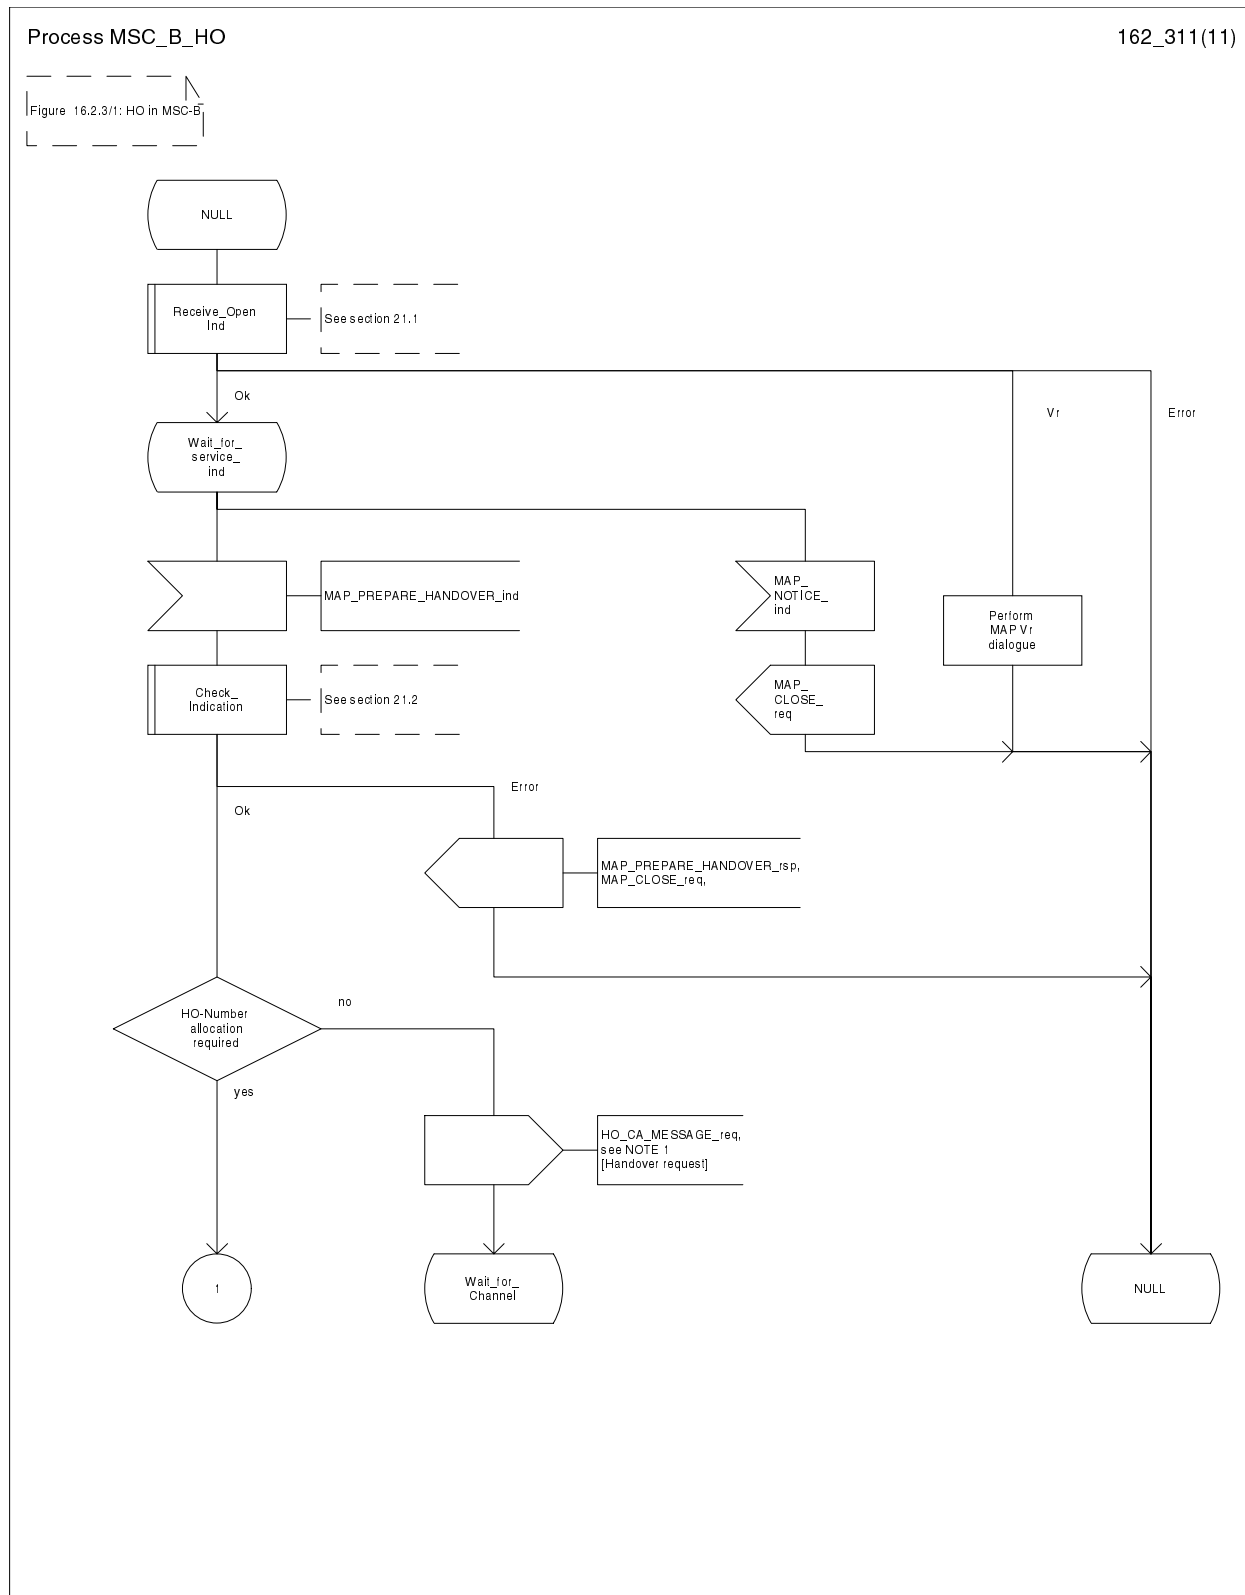 Process MSC_B_HO
162_311(11)
Figure 16.2.3/1: HO in MSC-B
NULL
Receive_Open
Ind
See section 21.1
Ok
Vr
Error
Wait_for_
service_
ind
MAP_PREPARE_HANDOVER_ind
MAP_
NOTICE_
ind
Perform
MAP Vr
dialogue
Check_
Indication
See section 21.2
MAP_
CLOSE_
req
Error
Ok
MAP_PREPARE_HANDOVER_rsp,
MAP_CLOSE_req,
HO-Number
allocation
required
no
yes
HO_CA_MESSAGE_req,
see NOTE 1
[Handover request]
1
Wait_for_
Channel
NULL